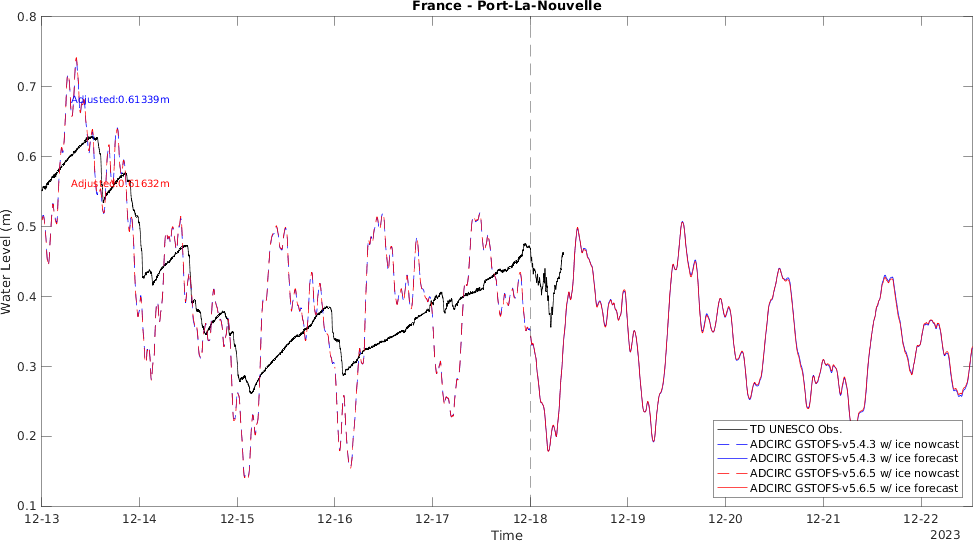 France - Port-La-Nouvelle
0.8
0.7
0.6
0.5
0.4
0.3
0.2
0.1
Water Level (m)
Adjusted:0.61339m
Adjusted:0.61632m
TD UNESCO Obs.
ADCIRC GSTOFS-v5.4.3 w/ ice nowcast
ADCIRC GSTOFS-v5.4.3 w/ ice forecast
ADCIRC GSTOFS-v5.6.5 w/ ice nowcast
ADCIRC GSTOFS-v5.6.5 w/ ice forecast
12-13 12-14 12-15 12-16 12-17 12-18 12-19 12-20 12-21 12-22
Time
2023